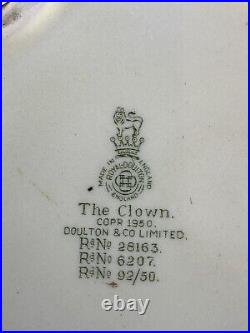 MADE IN ENGLAND
ROYAL DOULTON
ENGLAND
The Clown.
COPR 1950.
DOULTON & CO LIMITED.
Rᵈ Nº 28163.
Rᵈ Nº 6207.
Rᵈ Nº 92/50.